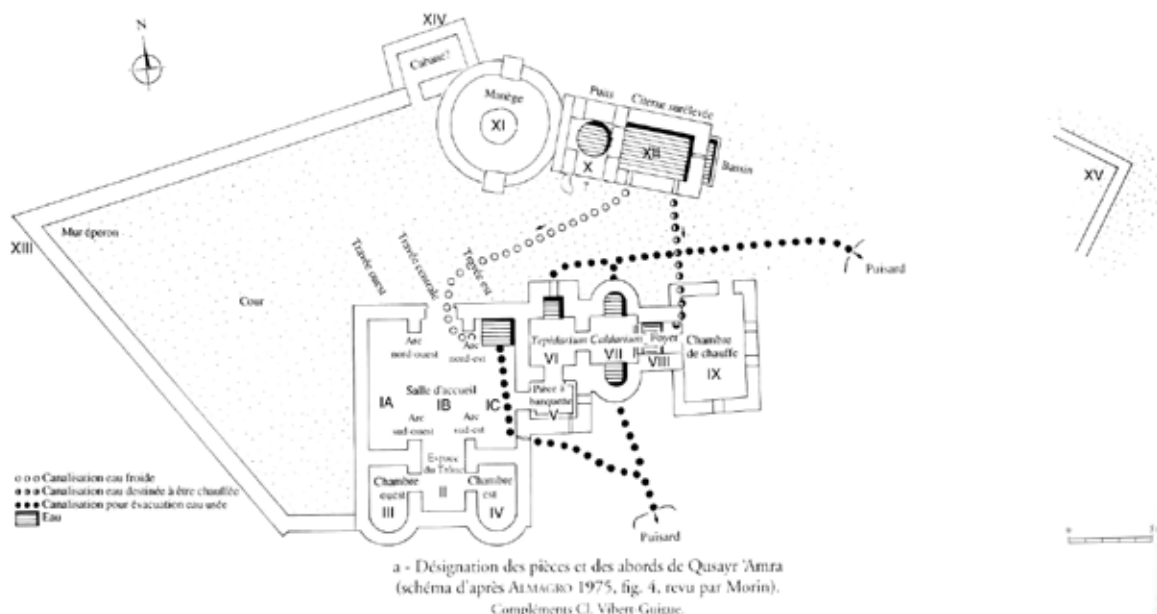 N
XIV
Cabane?
Manège
XI
Puits
Citerne surélevée
X
XII
Bassin
XV
XIII
Mur éperon
Cour
Travée ouest
Travée centrale
Travée est
Puisard
Arc
nord-ouest
Arc
nord-est
Tepidarium
VI
Caldarium
VII
Foyer
VIII
Chambre
de chauffe
IX
Salle d'accueil
IA
IB
IC
Pièce à
banquette
V
Arc
sud-ouest
Arc
sud-est
Espace
du Trône
II
Chambre
ouest
III
Chambre
est
IV
Puisard
Canalisation eau froide
Canalisation eau destinée à être chauffée
Canalisation pour évacuation eau usée
Eau
0
a - Désignation des pièces et des abords de Qusayr 'Amra
(schéma d'après ALMAGRO 1975, fig. 4, revu par Morin).
Compléments Cl. Vibert-Guigue.